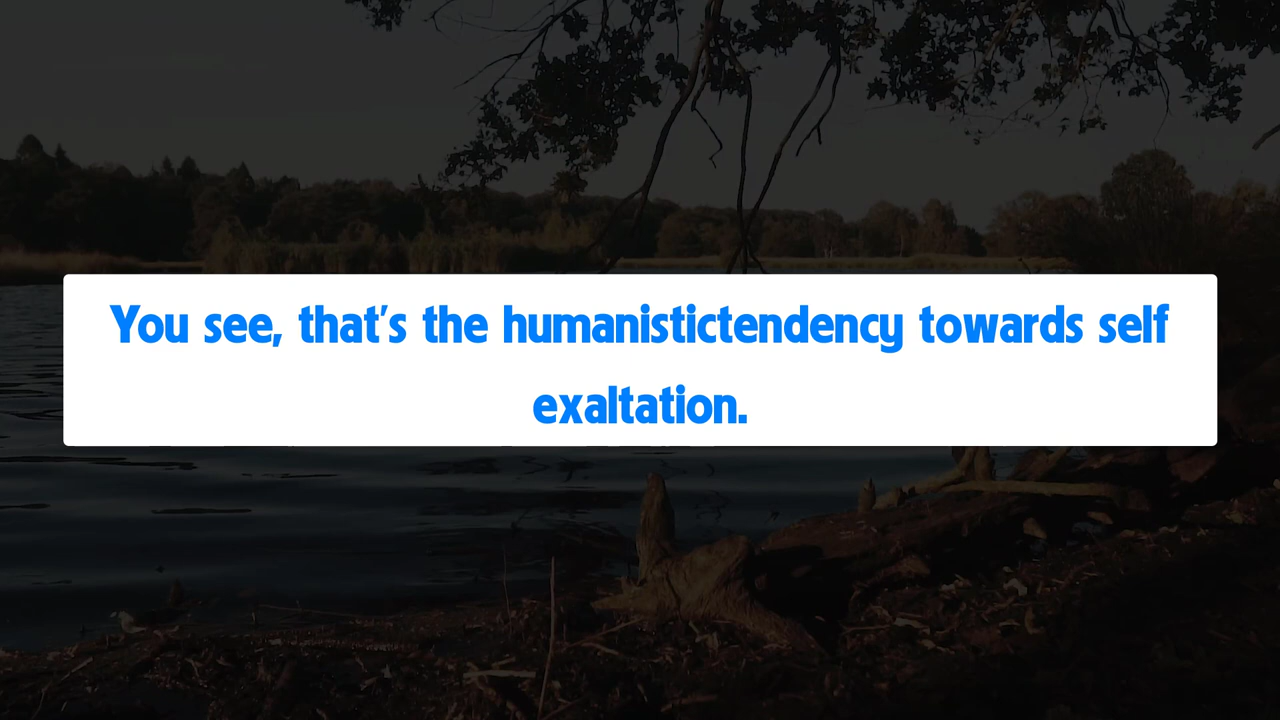 You see, that's the humanistictendency towards self
exaltation.